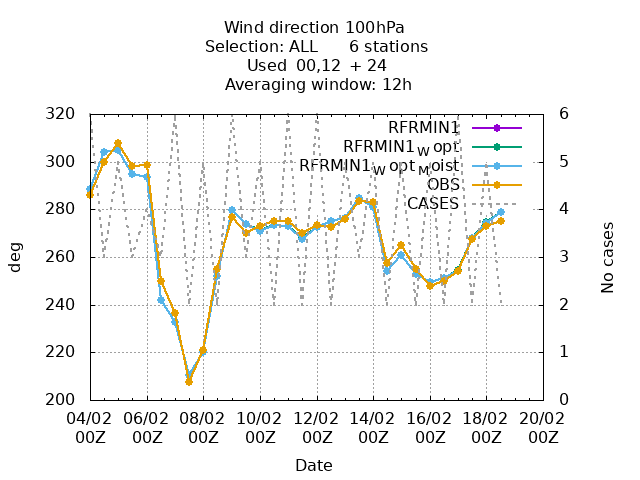 Wind direction 100hPa
Selection: ALL      6 stations
Used  00,12  + 24
Averaging window: 12h
RFRMIN1
RFRMIN1_W opt
RFRMIN1_W opt_M oist
OBS
CASES
deg
320
300
280
260
240
220
200
No cases
6
5
4
3
2
1
0
04/02 06/02 08/02 10/02 12/02 14/02 16/02 18/02 20/02
00Z 00Z 00Z 00Z 00Z 00Z 00Z 00Z 00Z
Date